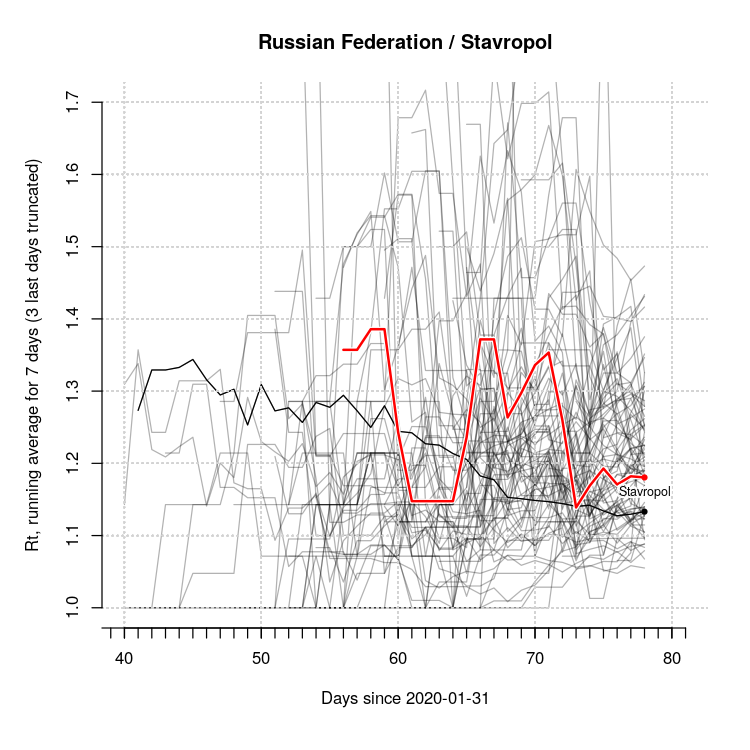 Russian Federation / Stavropol
Rt, running average for 7 days (3 last days truncated)
1.7
1.6
1.5
1.4
1.3
1.2
1.1
1.0
Stavropol
40 50 60 70 80
Days since 2020-01-31